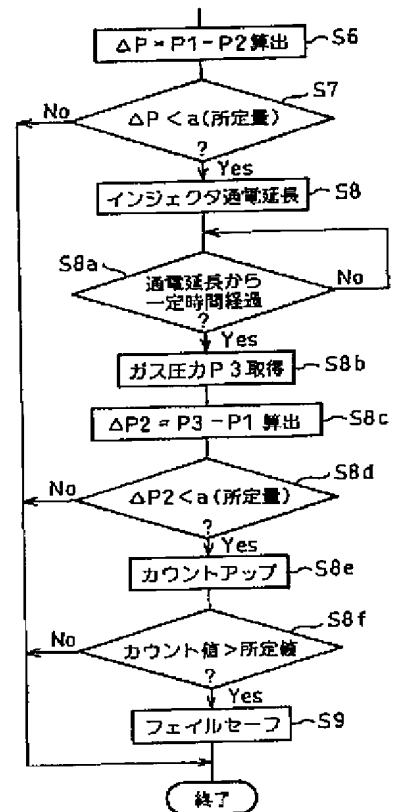 ΔP=P1-P2算出
S6
S7
ΔP<a(所定量)
?
No
Yes
インジェクタ通電延長
S8
S8a
通電延長から
一定時間経過
?
No
Yes
ガス圧力P3取得
S8b
ΔP2=P3-P1 算出
S8c
S8d
ΔP2<a(所定量)
?
No
Yes
カウントアップ
S8e
S8f
カウント値>所定値
?
No
Yes
フェイルセーフ
S9
終了